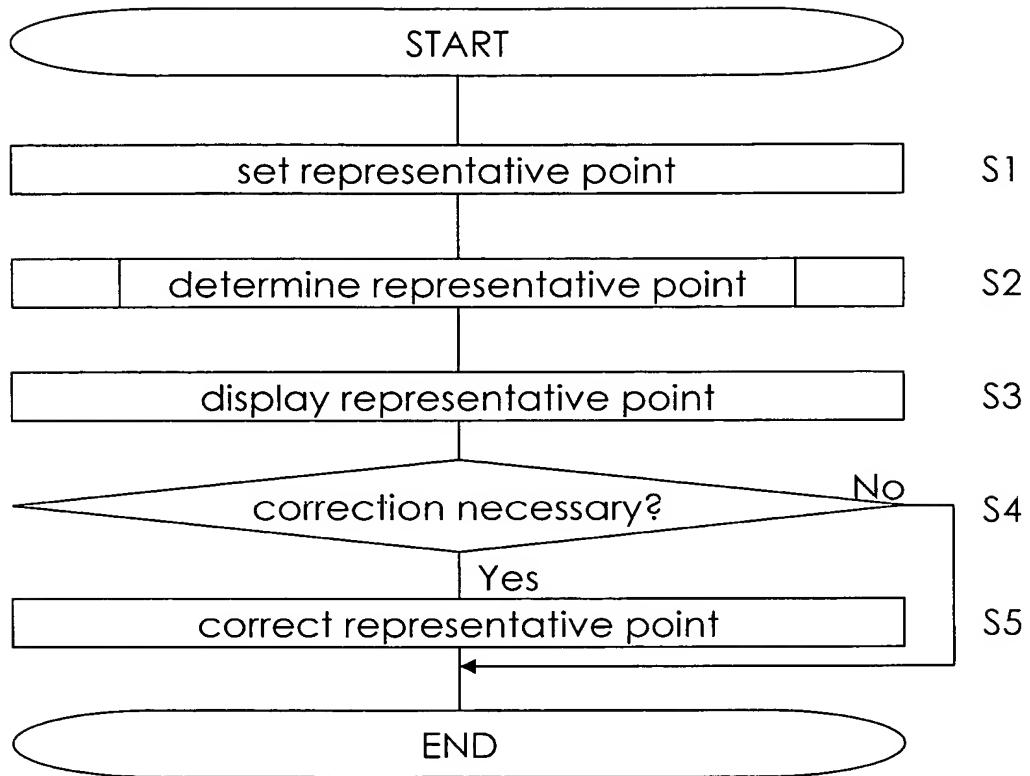 START
set representative point S1
determine representative point S2
display representative point S3
No
correction necessary? S4
Yes
correct representative point S5
END